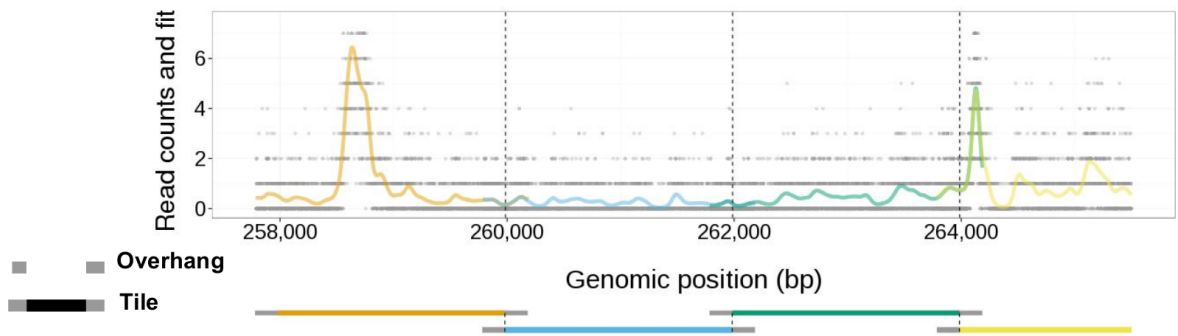 Read counts and fit
6
4
2
0
258,000 260,000 262,000 264,000
Genomic position (bp)
Overhang
Tile